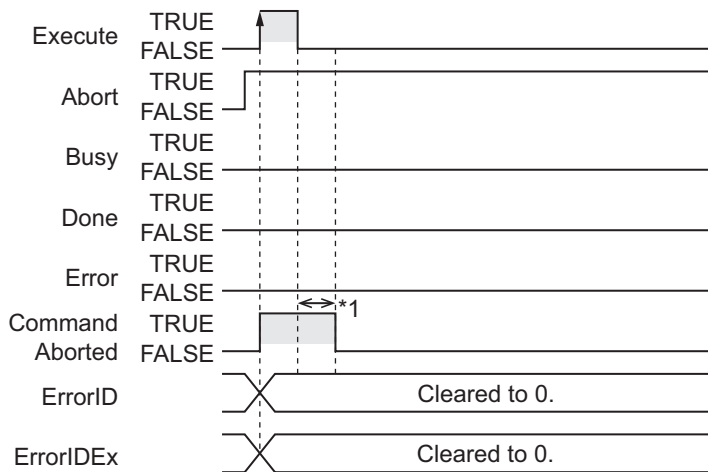 Execute TRUE
FALSE
Abort TRUE
FALSE
Busy TRUE
FALSE
Done TRUE
FALSE
Error TRUE
FALSE
*1
Command TRUE
Aborted FALSE
ErrorID Cleared to 0.
ErrorIDEx Cleared to 0.